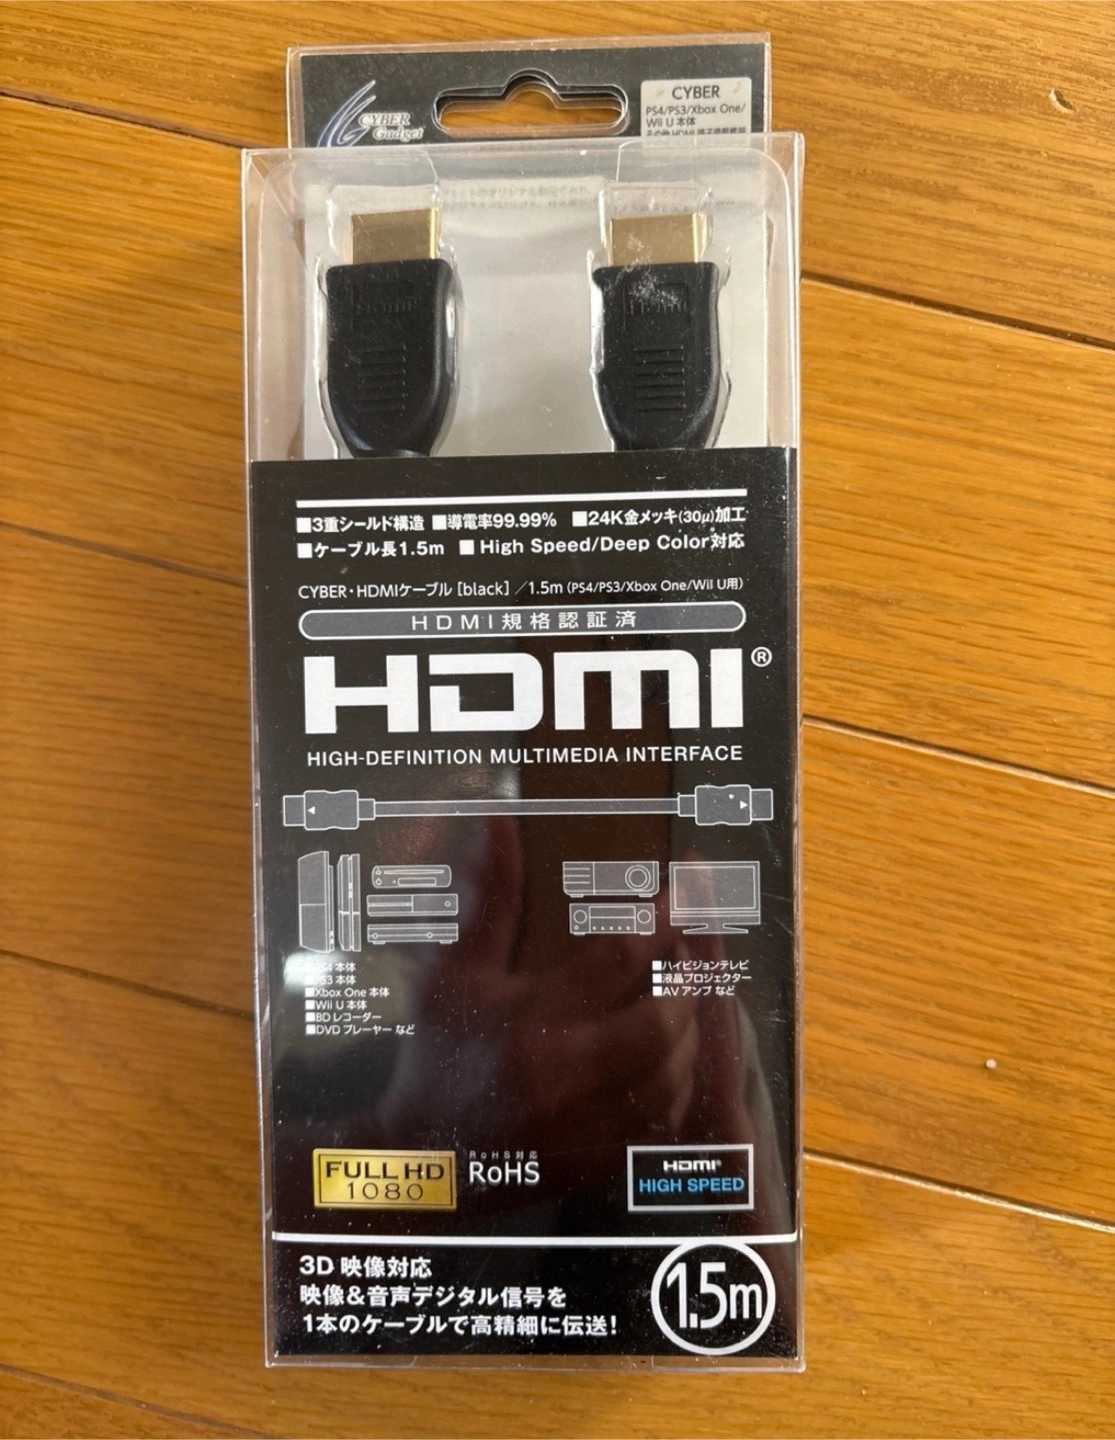 CYBER
Gadget
CYBER
PS4/PS3/Xbox One/
Wii U 本体
HDMI
HDMI
■3重シールド構造 ■導電率99.99% ■24K金メッキ(30μ)加工
■ケーブル長1.5m ■High Speed/Deep Color対応
CYBER・HDMIケーブル [black] ／1.5m (PS4/PS3/Xbox One/Wii U用)
HDMI規格認証済
HDMI®
HIGH-DEFINITION MULTIMEDIA INTERFACE
本体
本体
■Xbox One 本体
■Wii U 本体
■BD レコーダー
■DVD プレーヤー など
■ハイビジョンテレビ
■液晶プロジェクター
■AV アンプ など
FULL HD
1080
RoHS対応
RoHS
HDMI®
HIGH SPEED
3D 映像対応
映像&音声デジタル信号を
1本のケーブルで高精細に伝送!
1.5m